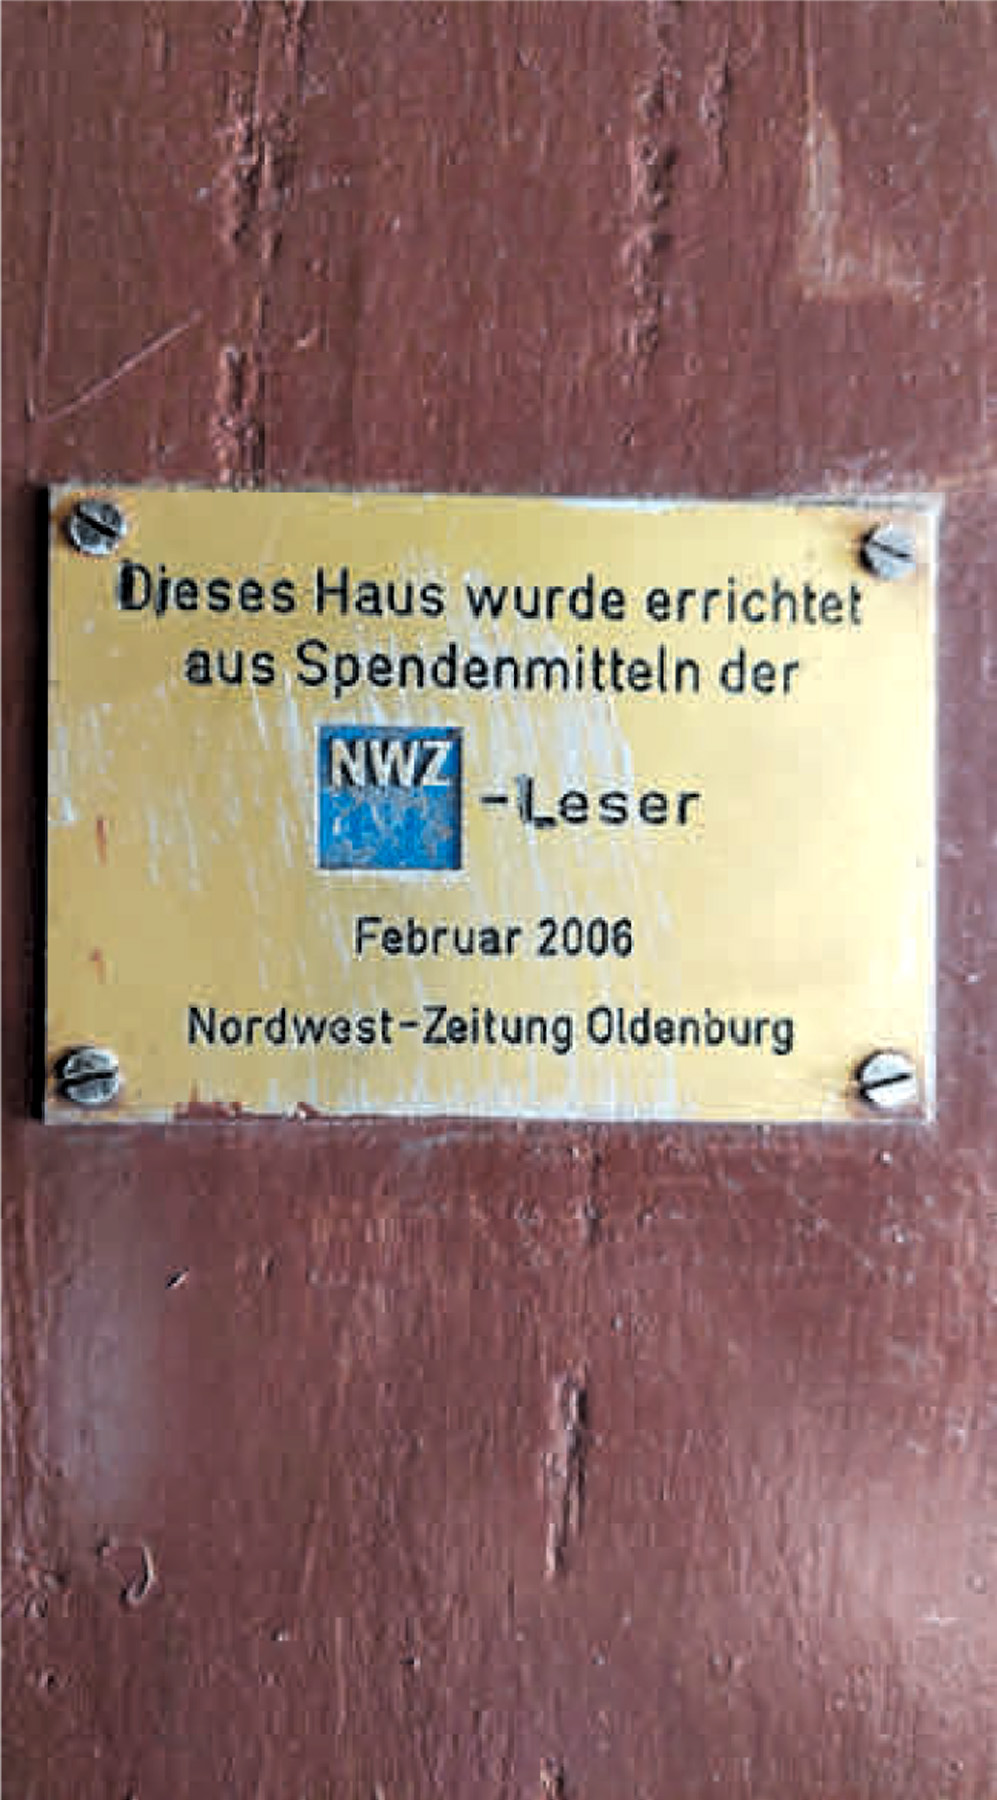 Dieses Haus wurde errichtet
aus Spendenmitteln der
NWZ -Leser
Februar 2006
Nordwest-Zeitung Oldenburg